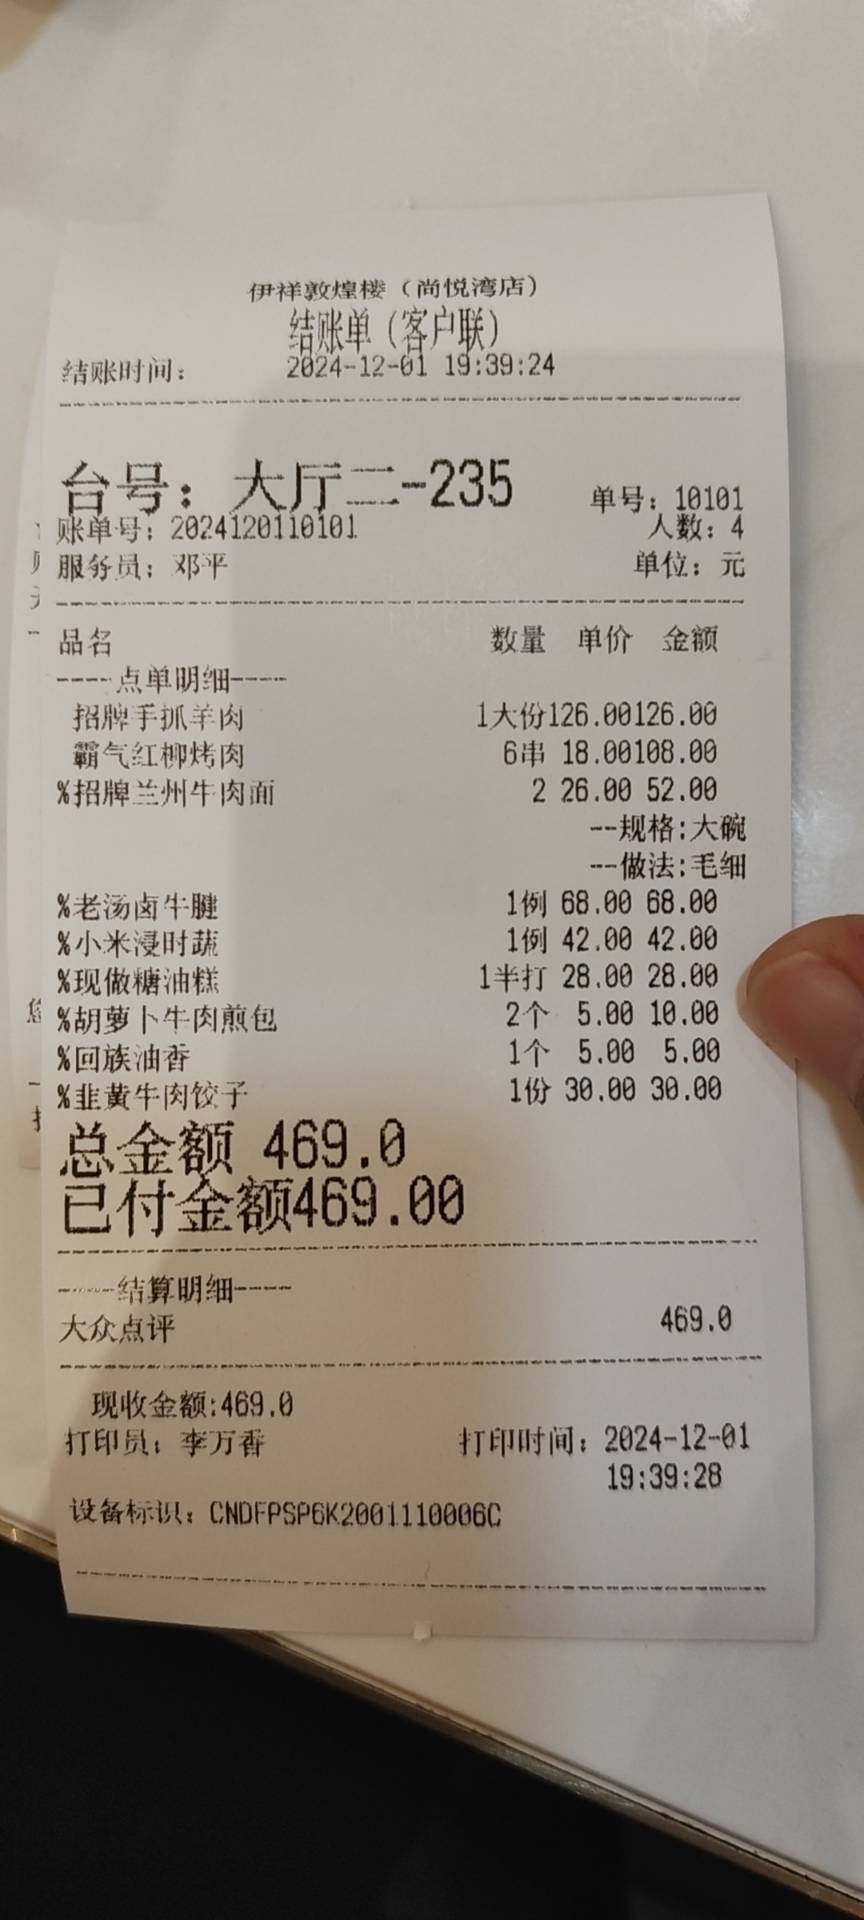 伊祥敦煌楼（尚悦湾店）
结账单（客户联）
结账时间： 2024-12-01 19:39:24
台号：大厅二-235 单号：10101
账单号：2024120110101 人数：4
服务员：邓平 单位：元
品名 数量 单价 金额
----点单明细----
招牌手抓羊肉 1大份126.00126.00
霸气红柳烤肉 6串 18.00108.00
%招牌兰州牛肉面 2 26.00 52.00
--规格:大碗
--做法:毛细
%老汤卤牛腱 1例 68.00 68.00
%小米浸时蔬 1例 42.00 42.00
%现做糖油糕 1半打 28.00 28.00
%胡萝卜牛肉煎包 2个 5.00 10.00
%回族油香 1个 5.00 5.00
%韭黄牛肉饺子 1份 30.00 30.00
总金额 469.0
已付金额469.00
----结算明细----
大众点评 469.0
现收金额:469.0
打印员：李万香 打印时间：2024-12-01
19:39:28
设备标识：CNDFPSP6K2001110006C